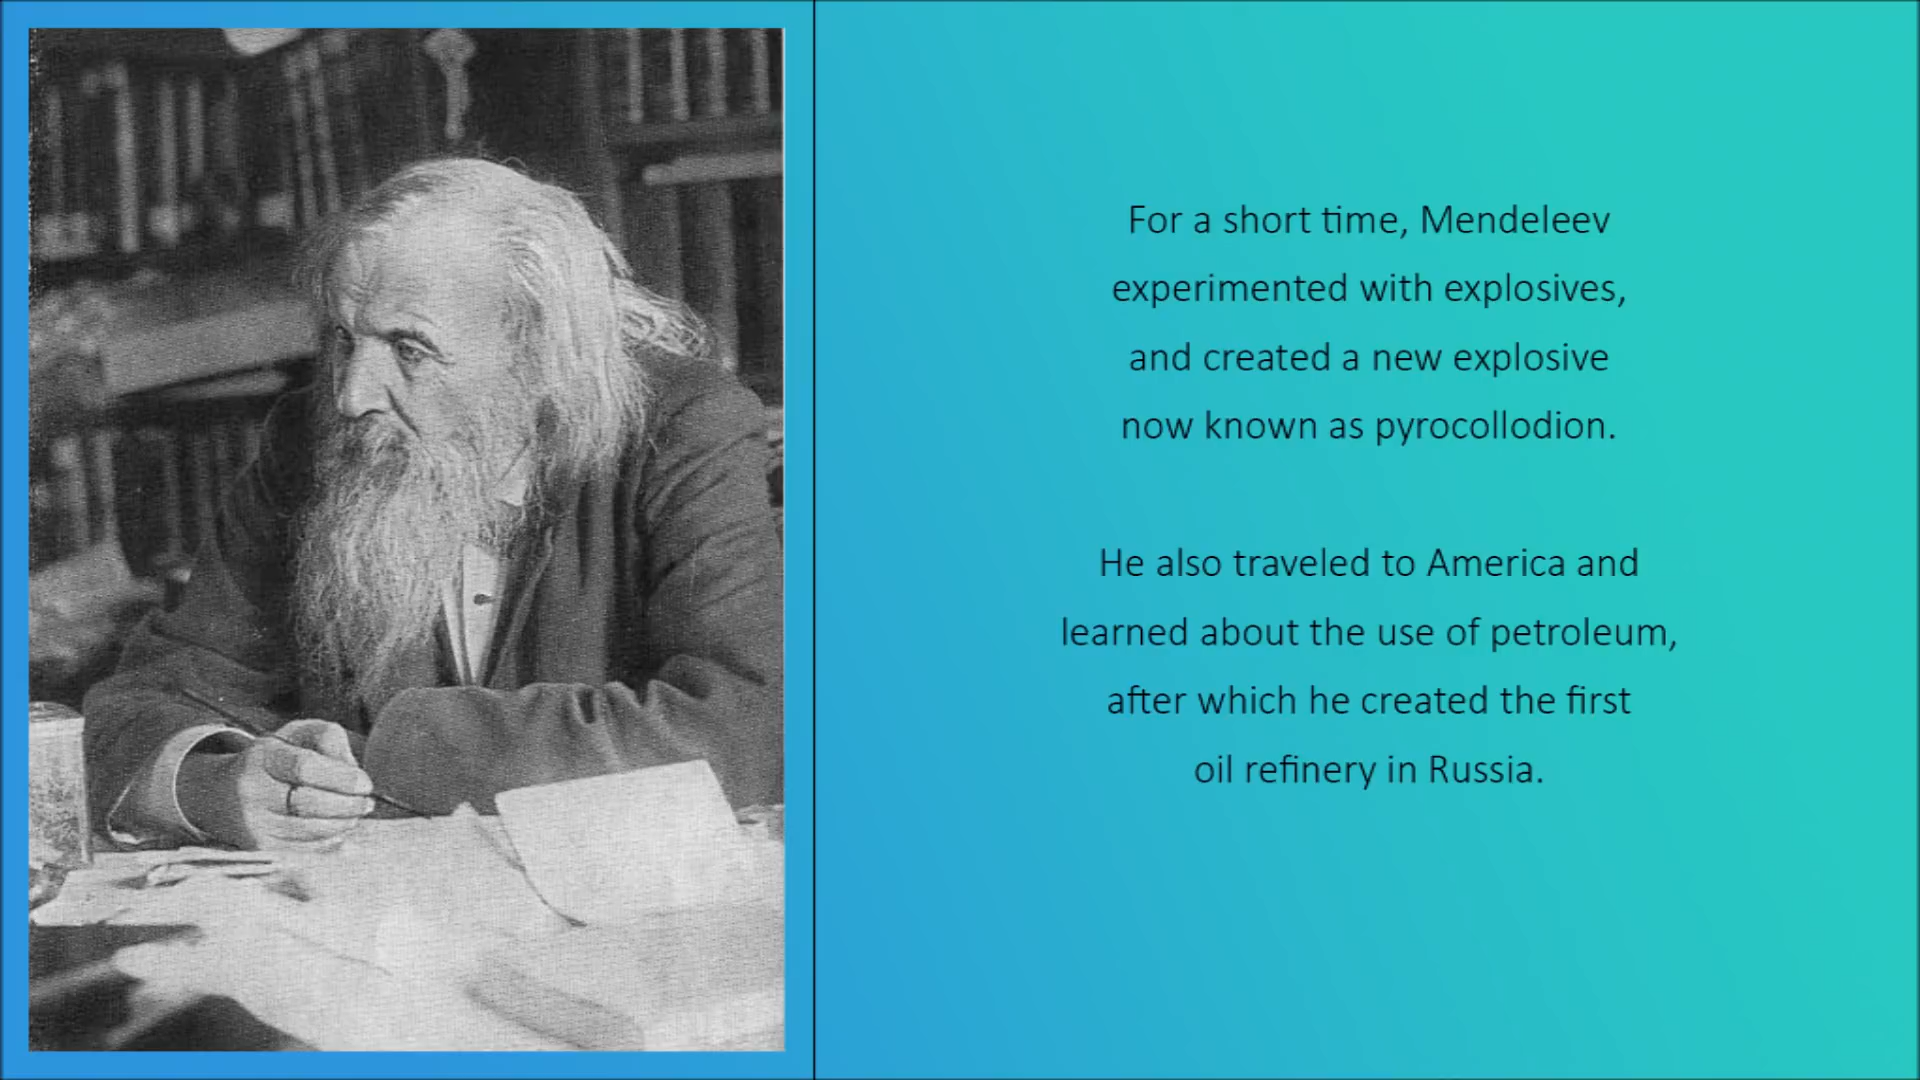 For a short time, Mendeleev
experimented with explosives,
and created a new explosive
now known as pyrocollodion.
He also traveled to America and
learned about the use of petroleum,
after which he created the first
oil refinery in Russia.